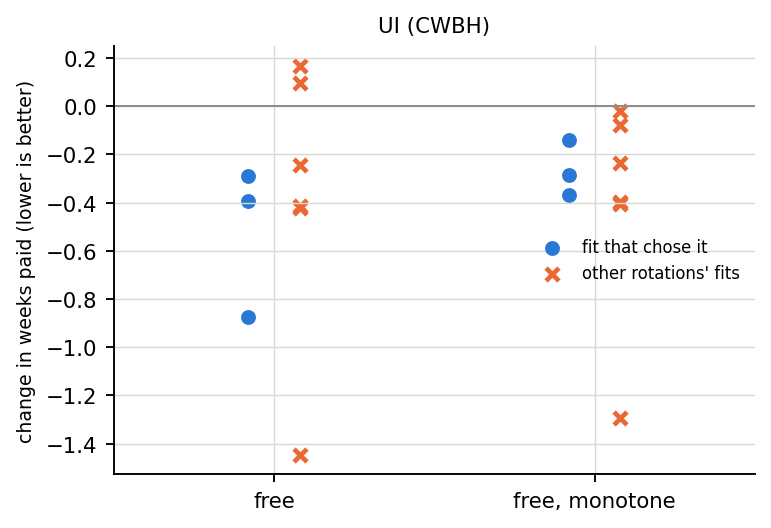 UI (CWBH)
change in weeks paid (lower is better)
0.2
0.0
−0.2
−0.4
−0.6
−0.8
−1.0
−1.2
−1.4
fit that chose it
other rotations' fits
free
free, monotone